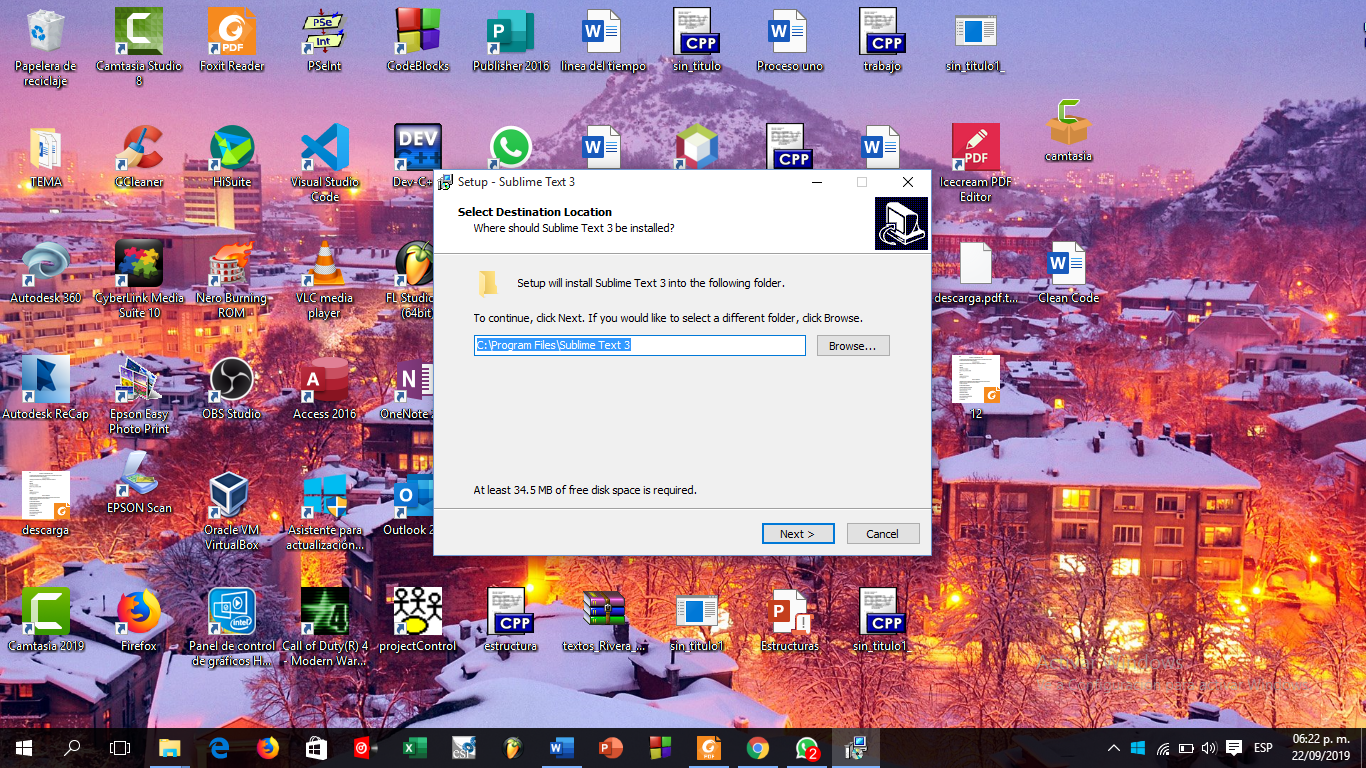 Papelera de
reciclaje
Camtasia Studio
8
Foxit Reader
PSeInt
CodeBlocks
Publisher 2016
linea del tiempo
sin_titulo
Proceso uno
trabajo
sin_titulo1_
camtasia
TEMA
CCleaner
HiSuite
Visual Studio
Code
Dev-C+
Icecream PDF
Editor
Setup - Sublime Text 3
Select Destination Location
Where should Sublime Text 3 be installed?
Setup will install Sublime Text 3 into the following folder.
To continue, click Next. If you would like to select a different folder, click Browse.
C:\Program Files\Sublime Text 3
Browse...
At least 34.5 MB of free disk space is required.
Next >
Cancel
Autodesk 360
CyberLink Media
Suite 10
Nero Burning
ROM
VLC media
player
FL Studio
(64bit
descarga.pdf.t...
Clean Code
Autodesk ReCap
Epson Easy
Photo Print
OBS Studio
Access 2016
OneNote 2
12
descarga
EPSON Scan
Oracle VM
VirtualBox
Asistente para
actualización...
Outlook 2
Camtasia 2019
Firefox
Panel de control
de gráficos H...
Call of Duty(R) 4
- Modern War...
projectControl
estructura
textos_Rivera_...
sin_titulo1
Estructuras
sin_titulo1_
ESP
06:22 p. m.
22/09/2019